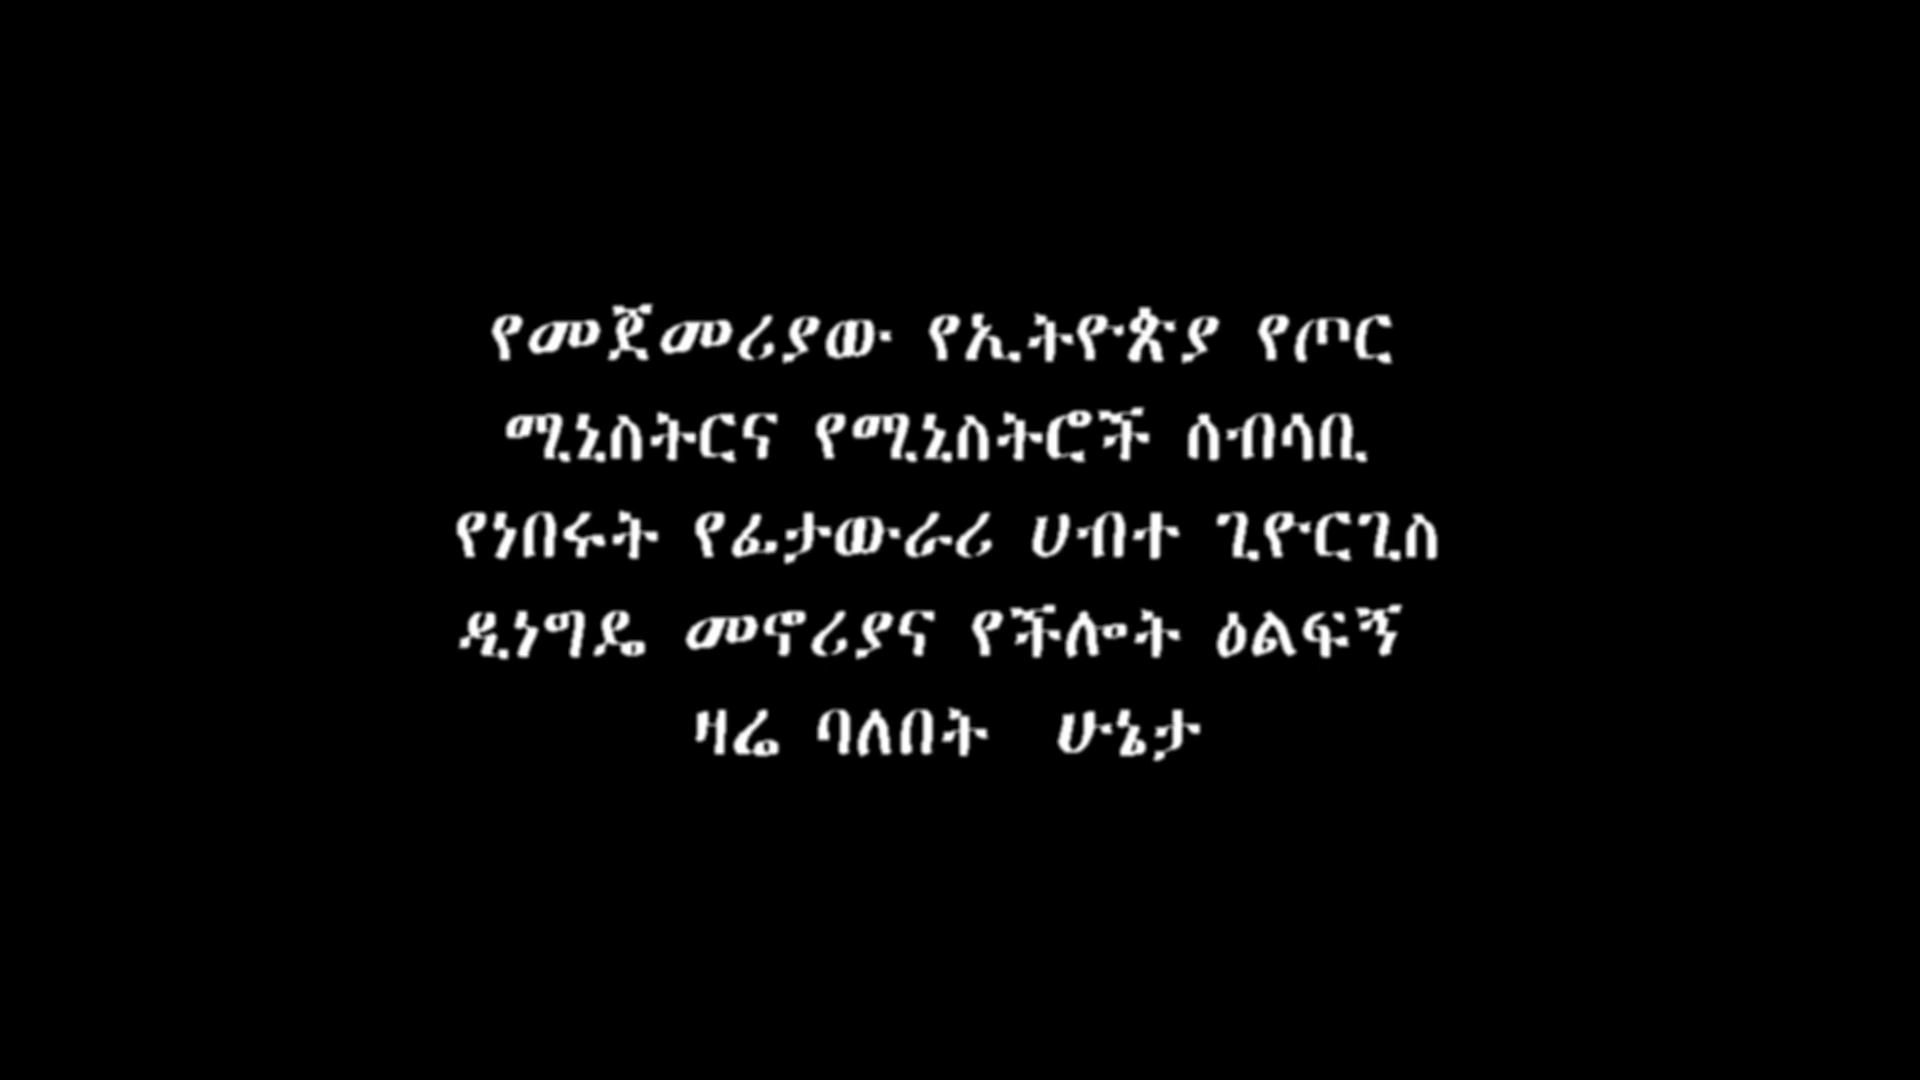 የመጀመሪያው የኢትዮጵያ የጦር
ሚኒስትርና የሚኒስትሮች ሰብሳቢ
የነበሩት የፊታውራሪ ሀብተ ጊዮርጊስ
ዲነግዴ መኖሪያና የችሎት ዕልፍኝ
ዛሬ ባለበት ሁኔታ